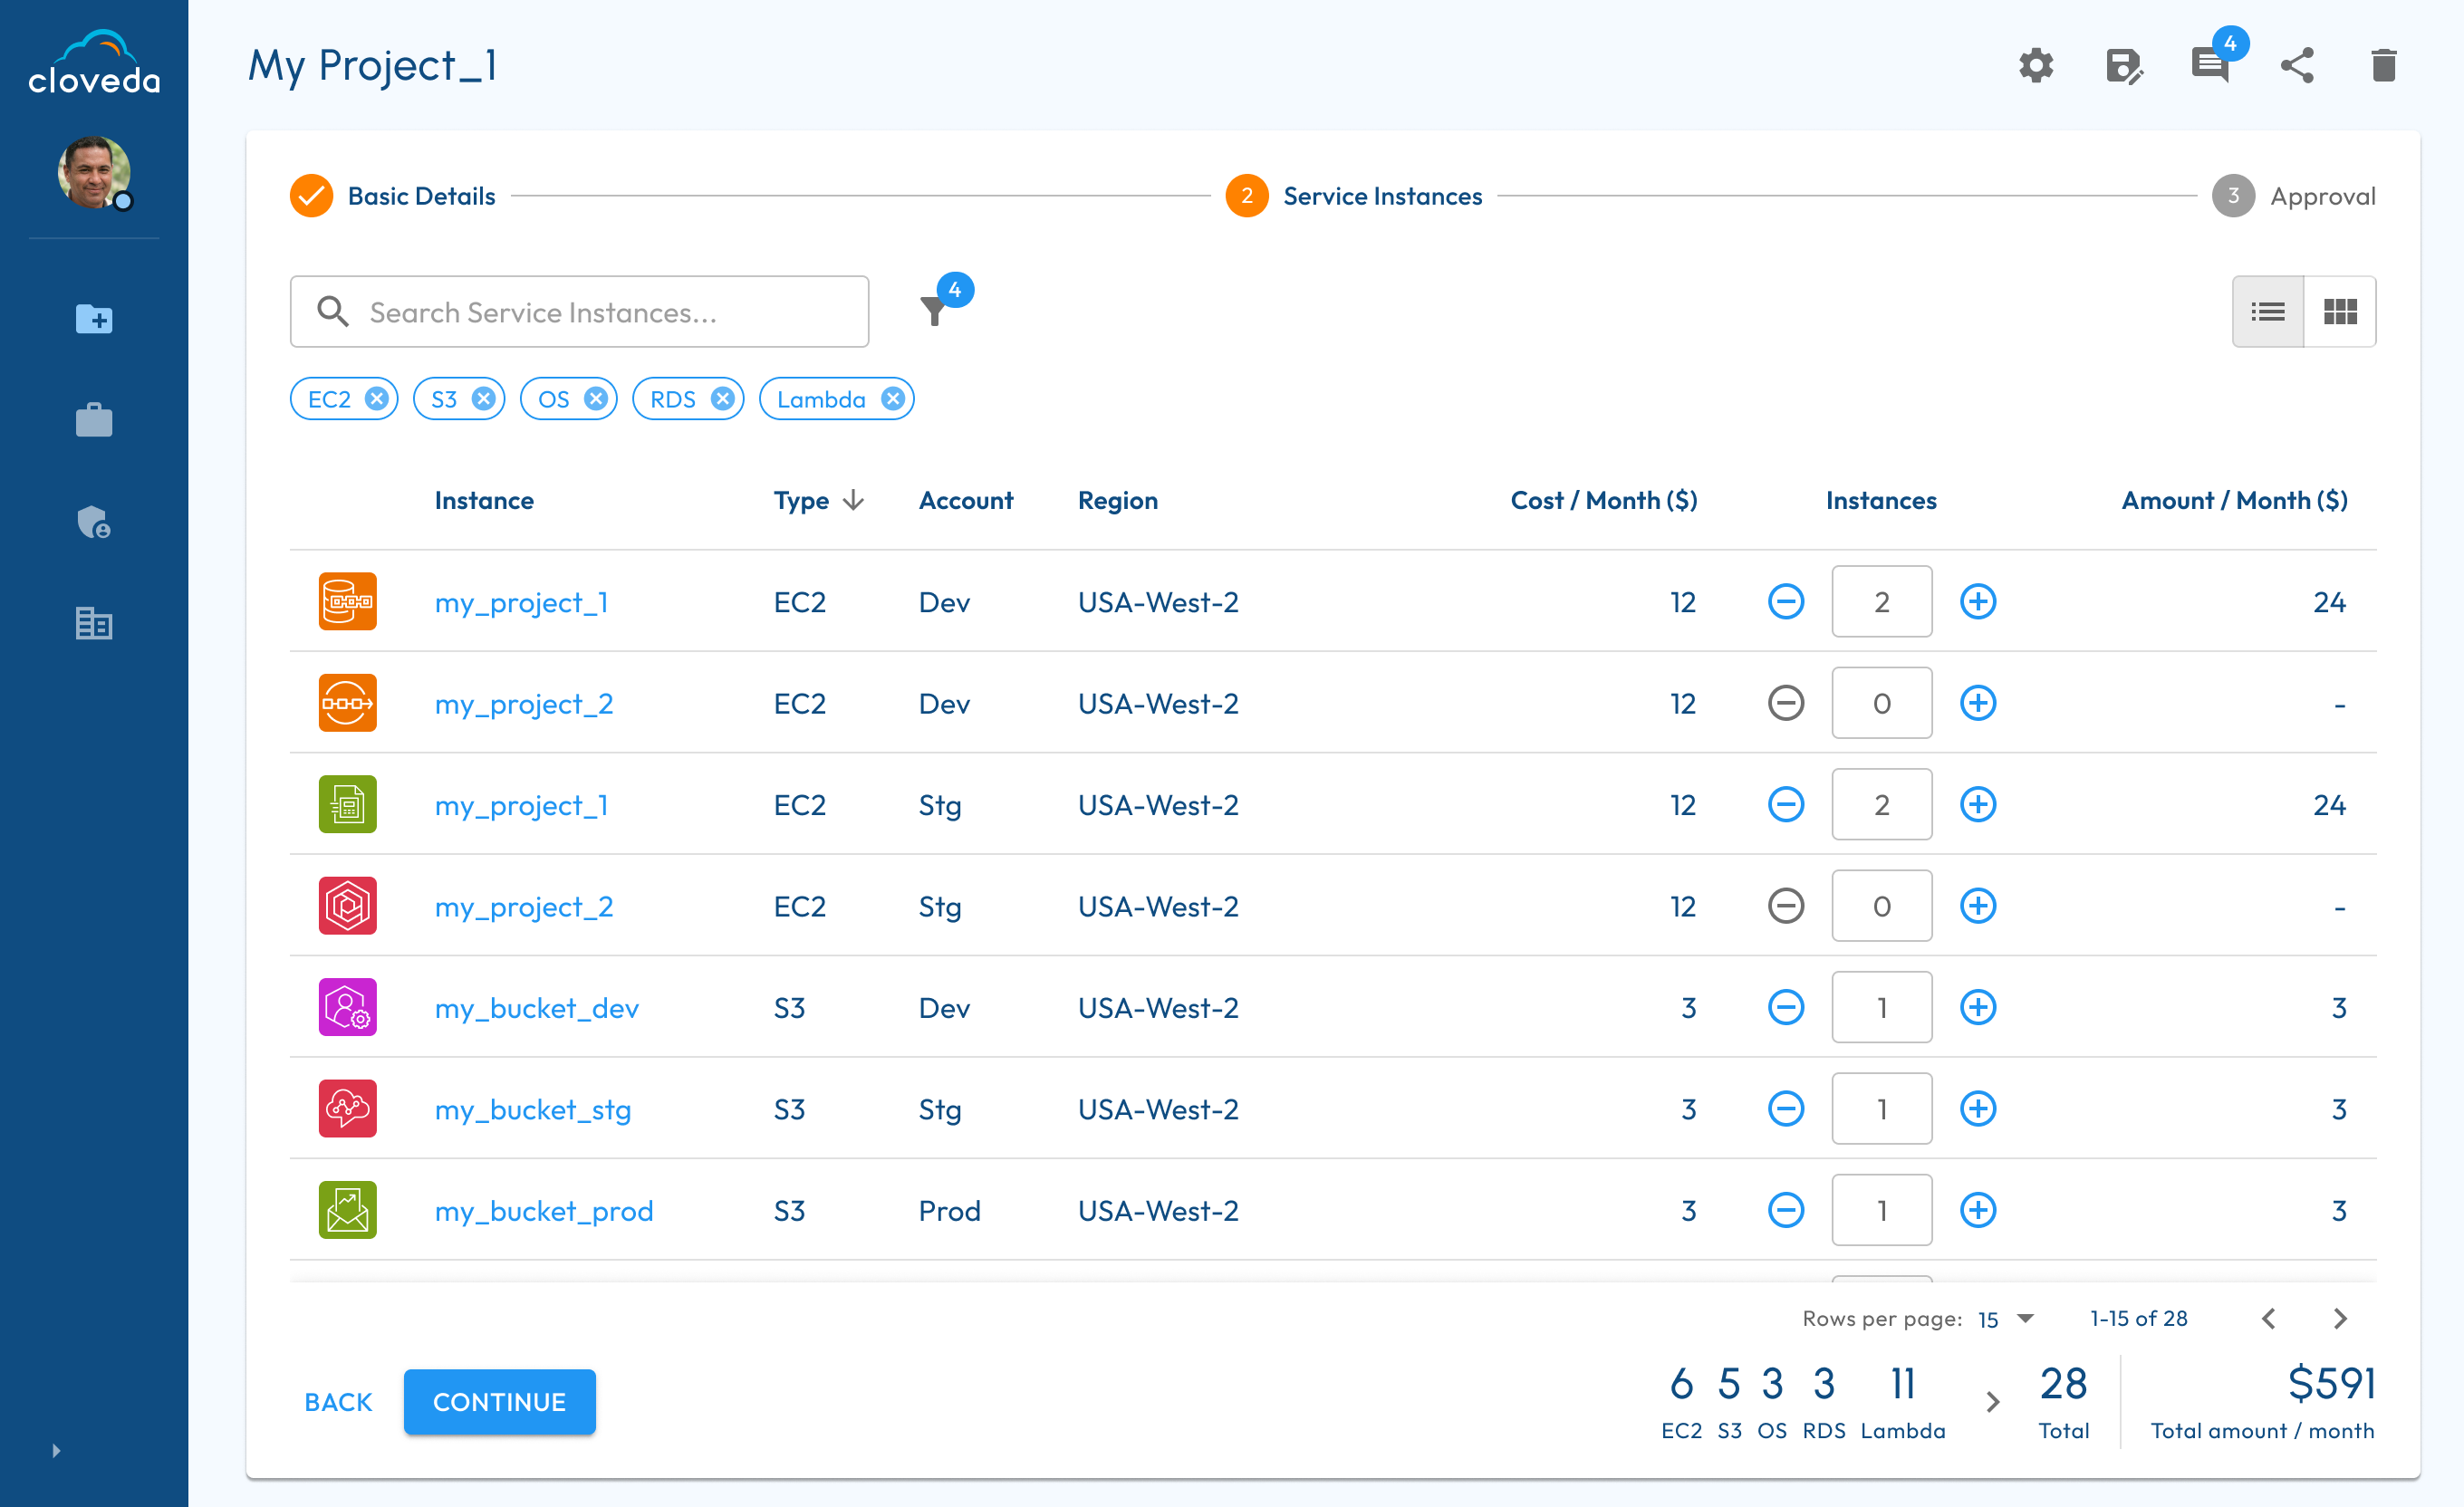 cloveda
My Project_1
4
Basic Details
2 Service Instances
3 Approval
Search Service Instances...
4
EC2 S3 OS RDS Lambda
Instance Type Account Region Cost / Month ($) Instances Amount / Month ($)
my_project_1 EC2 Dev USA-West-2 12 2 24
my_project_2 EC2 Dev USA-West-2 12 0 -
my_project_1 EC2 Stg USA-West-2 12 2 24
my_project_2 EC2 Stg USA-West-2 12 0 -
my_bucket_dev S3 Dev USA-West-2 3 1 3
my_bucket_stg S3 Stg USA-West-2 3 1 3
my_bucket_prod S3 Prod USA-West-2 3 1 3
Rows per page: 15 1-15 of 28
BACK CONTINUE
6 5 3 3 11 28 $591
EC2 S3 OS RDS Lambda Total Total amount / month